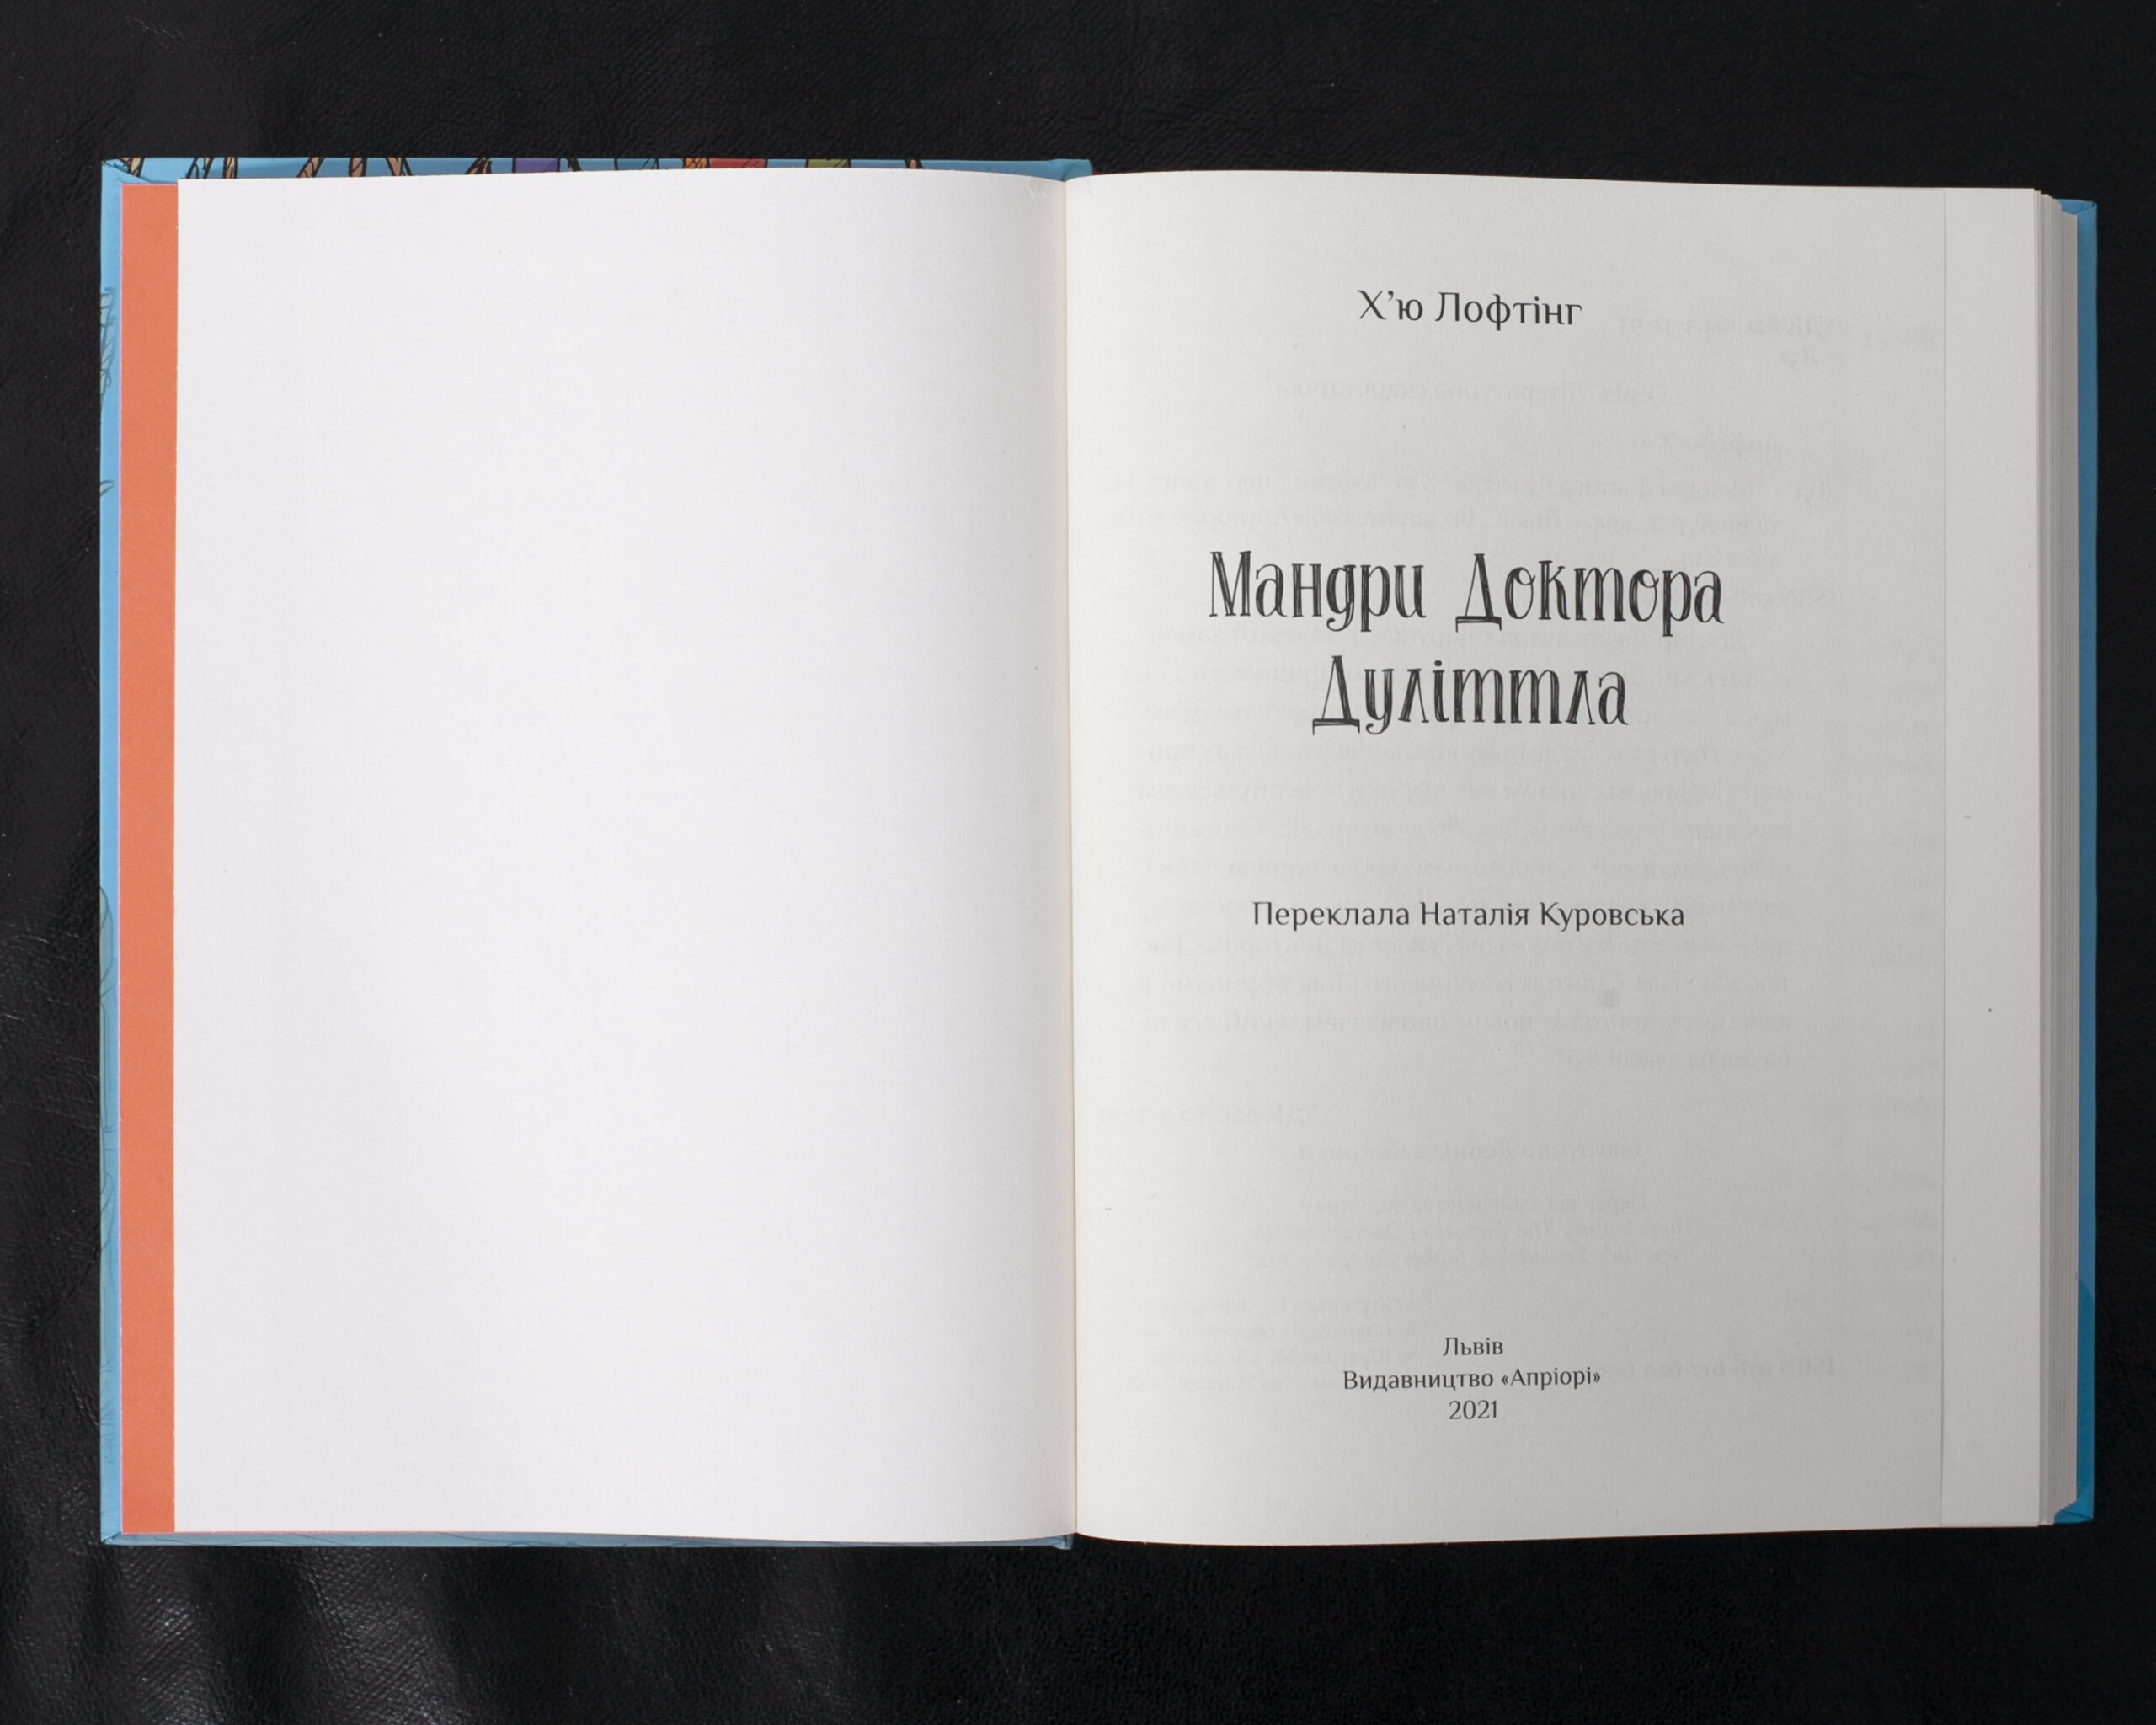 Х’ю Лофтінг
Мандри Доктора
Дуліттла
Переклала Наталія Куровська
Львів
Видавництво «Апріорі»
2021